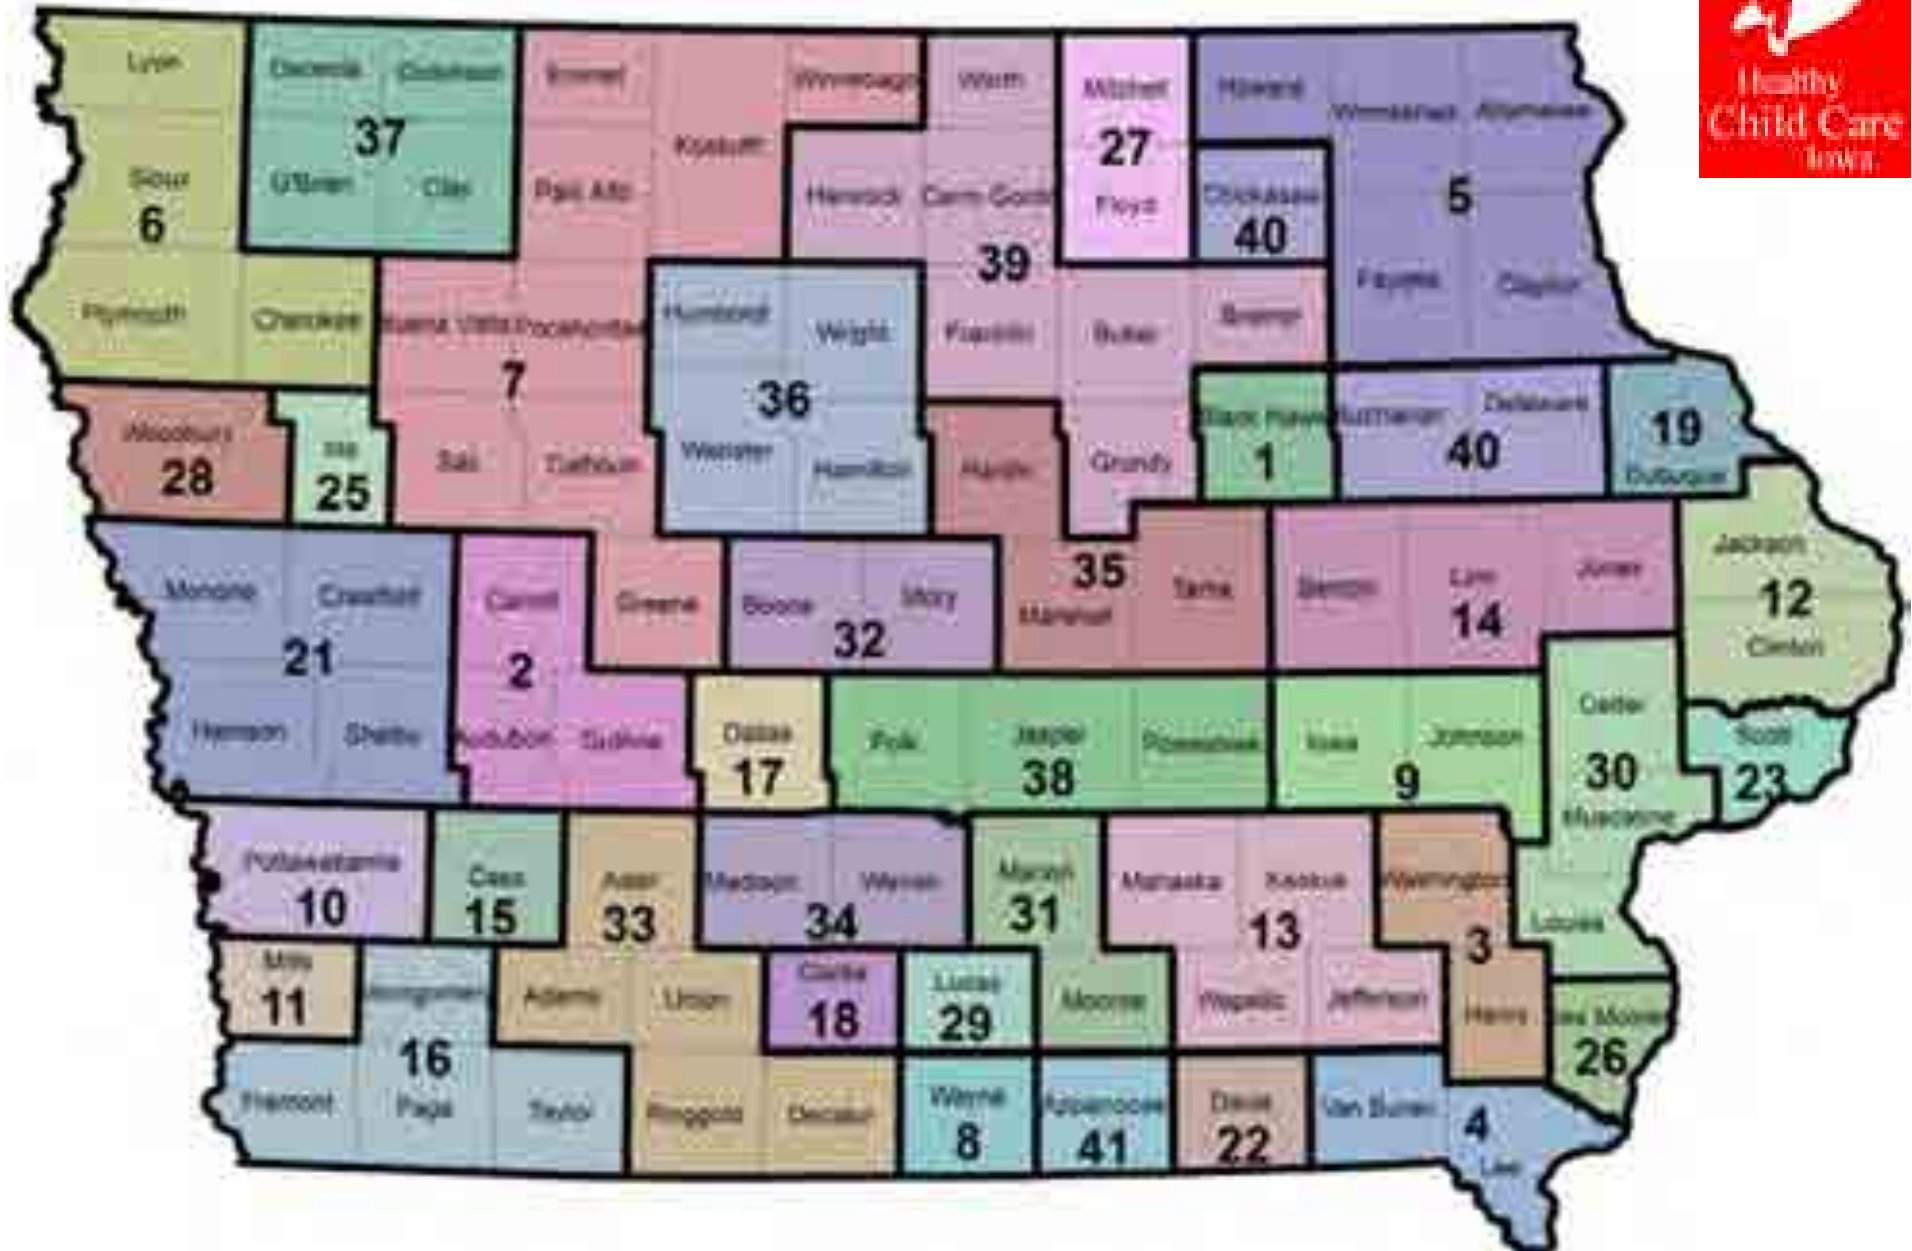 Healthy
Child Care
Iowa
Lyon
Osceola
Dickinson
Emmet
Winnebago
Worth
Mitchell
Howard
Winneshiek
Allamakee
37
Kossuth
27
Sioux
6
O'Brien
Clay
Palo Alto
Hancock
Cerro Gordo
Floyd
Chickasaw
40
5
39
Plymouth
Cherokee
Buena Vista
Pocahontas
Humboldt
Wright
Franklin
Butler
Bremer
Fayette
Clayton
7
36
Woodbury
28
Ida
25
Sac
Calhoun
Webster
Hamilton
Hardin
Grundy
Black Hawk
1
Buchanan
Delaware
40
19
Dubuque
Monona
Crawford
21
Carroll
2
Greene
Boone
Story
32
35
Marshall
Tama
Benton
Linn
14
Jones
Jackson
12
Clinton
Harrison
Shelby
Audubon
Guthrie
Dallas
17
Polk
Jasper
38
Poweshiek
Iowa
Johnson
9
Cedar
30
Muscatine
Scott
23
Pottawattamie
10
Cass
15
Adair
33
Madison
Warren
34
Marion
31
Mahaska
Keokuk
13
Washington
3
Louisa
Mills
11
Montgomery
16
Adams
Union
Clarke
18
Lucas
29
Monroe
Wapello
Jefferson
Henry
Des Moines
26
Fremont
Page
Taylor
Ringgold
Decatur
Wayne
8
Appanoose
41
Davis
22
Van Buren
4
Lee